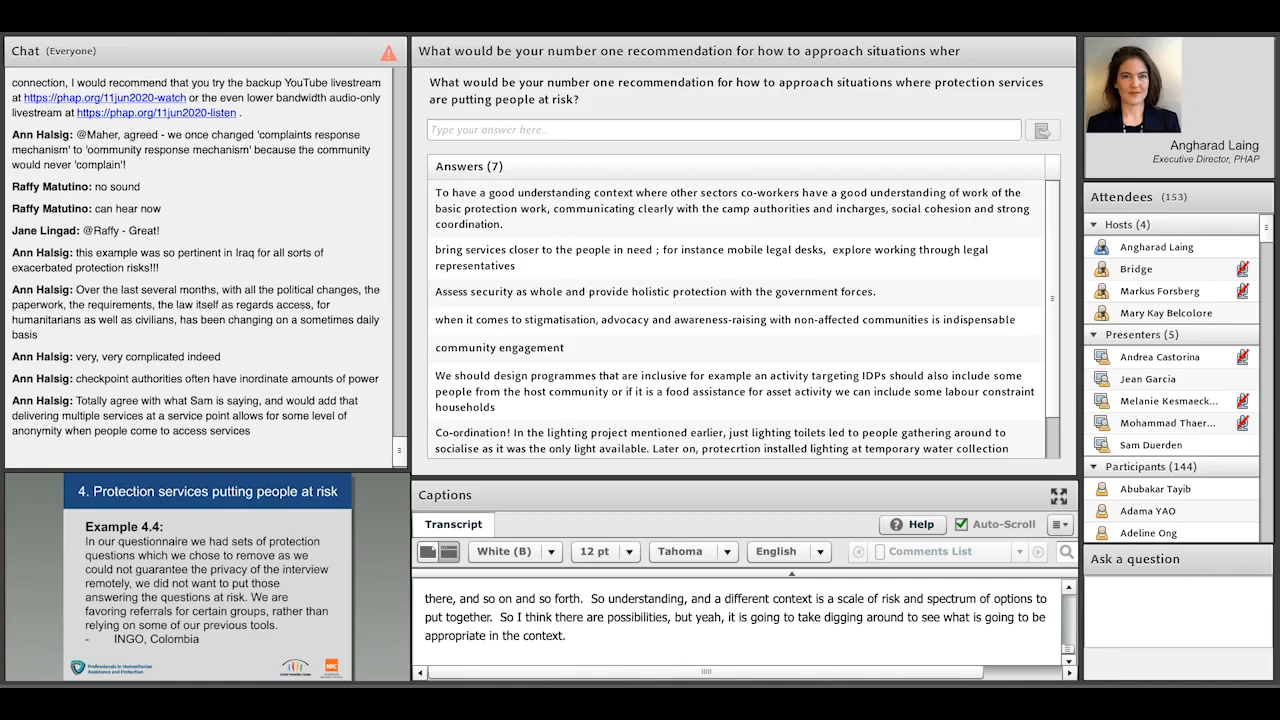 Chat (Everyone)
connection, I would recommend that you try the backup YouTube livestream
at https://phap.org/11jun2020-watch or the even lower bandwidth audio-only
livestream at https://phap.org/11jun2020-listen .
Ann Halsig: @Maher, agreed - we once changed 'complaints response
mechanism' to 'oommunity response mechanism' because the community
would never 'complain'!
Raffy Matutino: no sound
Raffy Matutino: can hear now
Jane Lingad: @Raffy - Great!
Ann Halsig: this example was so pertinent in Iraq for all sorts of
exacerbated protection risks!!!
Ann Halsig: Over the last several months, with all the political changes, the
paperwork, the requirements, the law itself as regards access, for
humanitarians as well as civilians, has been changing on a sometimes daily
basis
Ann Halsig: very, very complicated indeed
Ann Halsig: checkpoint authorities often have inordinate amounts of power
Ann Halsig: Totally agree with what Sam is saying, and would add that
delivering multiple services at a service point allows for some level of
anonymity when people come to access services
4. Protection services putting people at risk
Example 4.4:
In our questionnaire we had sets of protection
questions which we chose to remove as we
could not guarantee the privacy of the interview
remotely, we did not want to put those
answering the questions at risk. We are
favoring referrals for certain groups, rather than
relying on some of our previous tools.
- INGO, Colombia
Professionals in Humanitarian
Assistance and Protection
NRC
What would be your number one recommendation for how to approach situations wher
What would be your number one recommendation for how to approach situations where protection services
are putting people at risk?
Type your answer here...
Answers (7)
To have a good understanding context where other sectors co-workers have a good understanding of work of the
basic protection work, communicating clearly with the camp authorities and incharges, social cohesion and strong
coordination.
bring services closer to the people in need ; for instance mobile legal desks, explore working through legal
representatives
Assess security as whole and provide holistic protection with the government forces.
when it comes to stigmatisation, advocacy and awareness-raising with non-affected communities is indispensable
community engagement
We should design programmes that are inclusive for example an activity targeting IDPs should also include some
people from the host community or if it is a food assistance for asset activity we can include some labour constraint
households
Co-ordination! In the lighting project mentioned earlier, just lighting toilets led to people gathering around to
socialise as it was the only light available. Later on, protecrtion installed lighting at temporary water collection
Captions
Transcript
Help
Auto-Scroll
White (B)
12 pt
Tahoma
English
Comments List
there, and so on and so forth. So understanding, and a different context is a scale of risk and spectrum of options to
put together. So I think there are possibilities, but yeah, it is going to take digging around to see what is going to be
appropriate in the context.
Angharad Laing
Executive Director, PHAP
Attendees (153)
Hosts (4)
Angharad Laing
Bridge
Markus Forsberg
Mary Kay Belcolore
Presenters (5)
Andrea Castorina
Jean Garcia
Melanie Kesmaeck...
Mohammad Thaer...
Sam Duerden
Participants (144)
Abubakar Tayib
Adama YAO
Adeline Ong
Ask a question